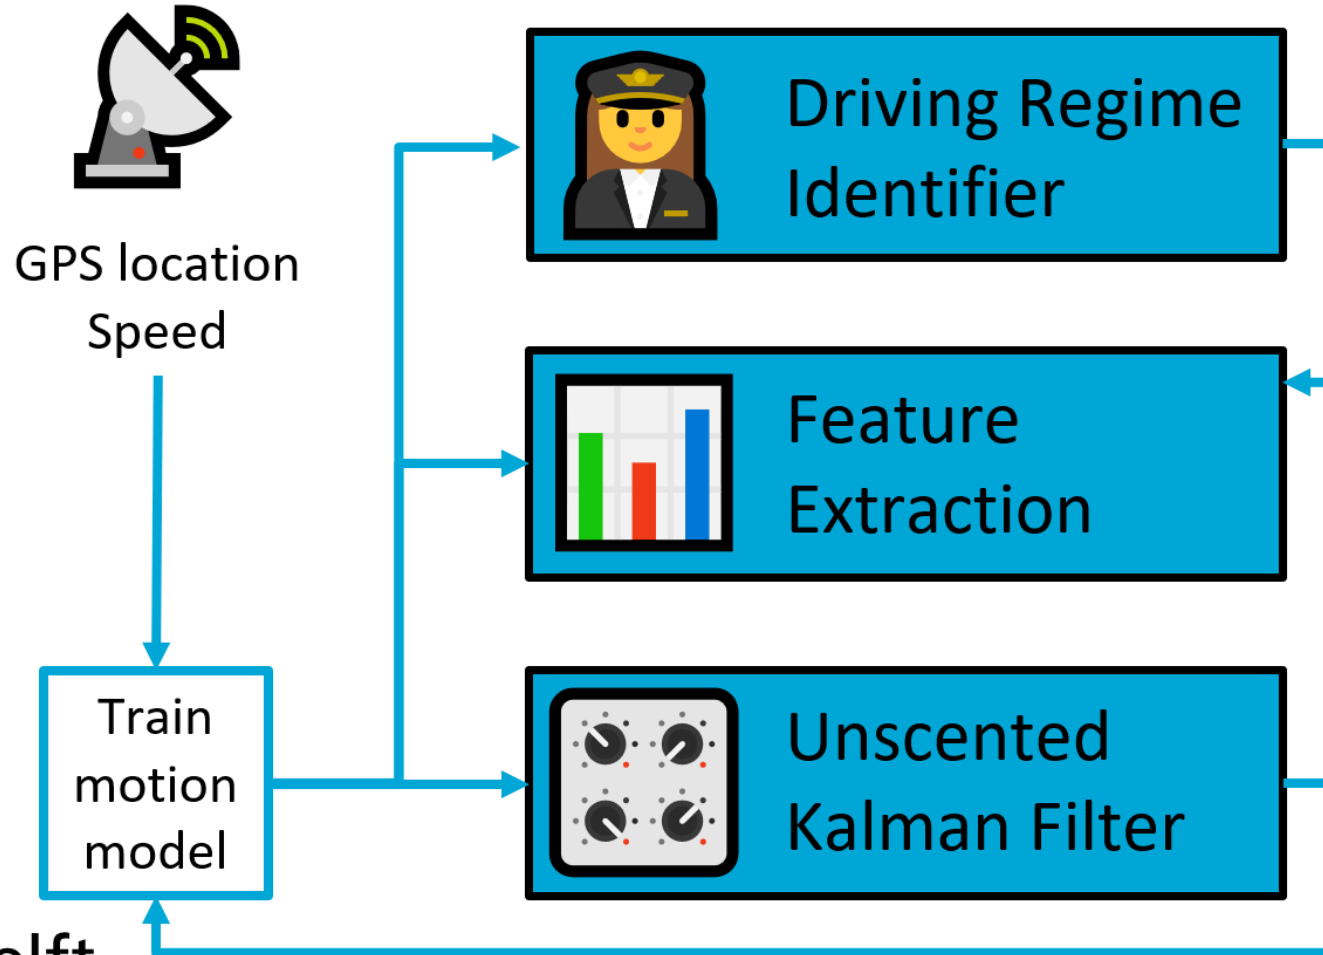 GPS location
Speed
Train
motion
model
Driving Regime
Identifier
Feature
Extraction
Unscented
Kalman Filter